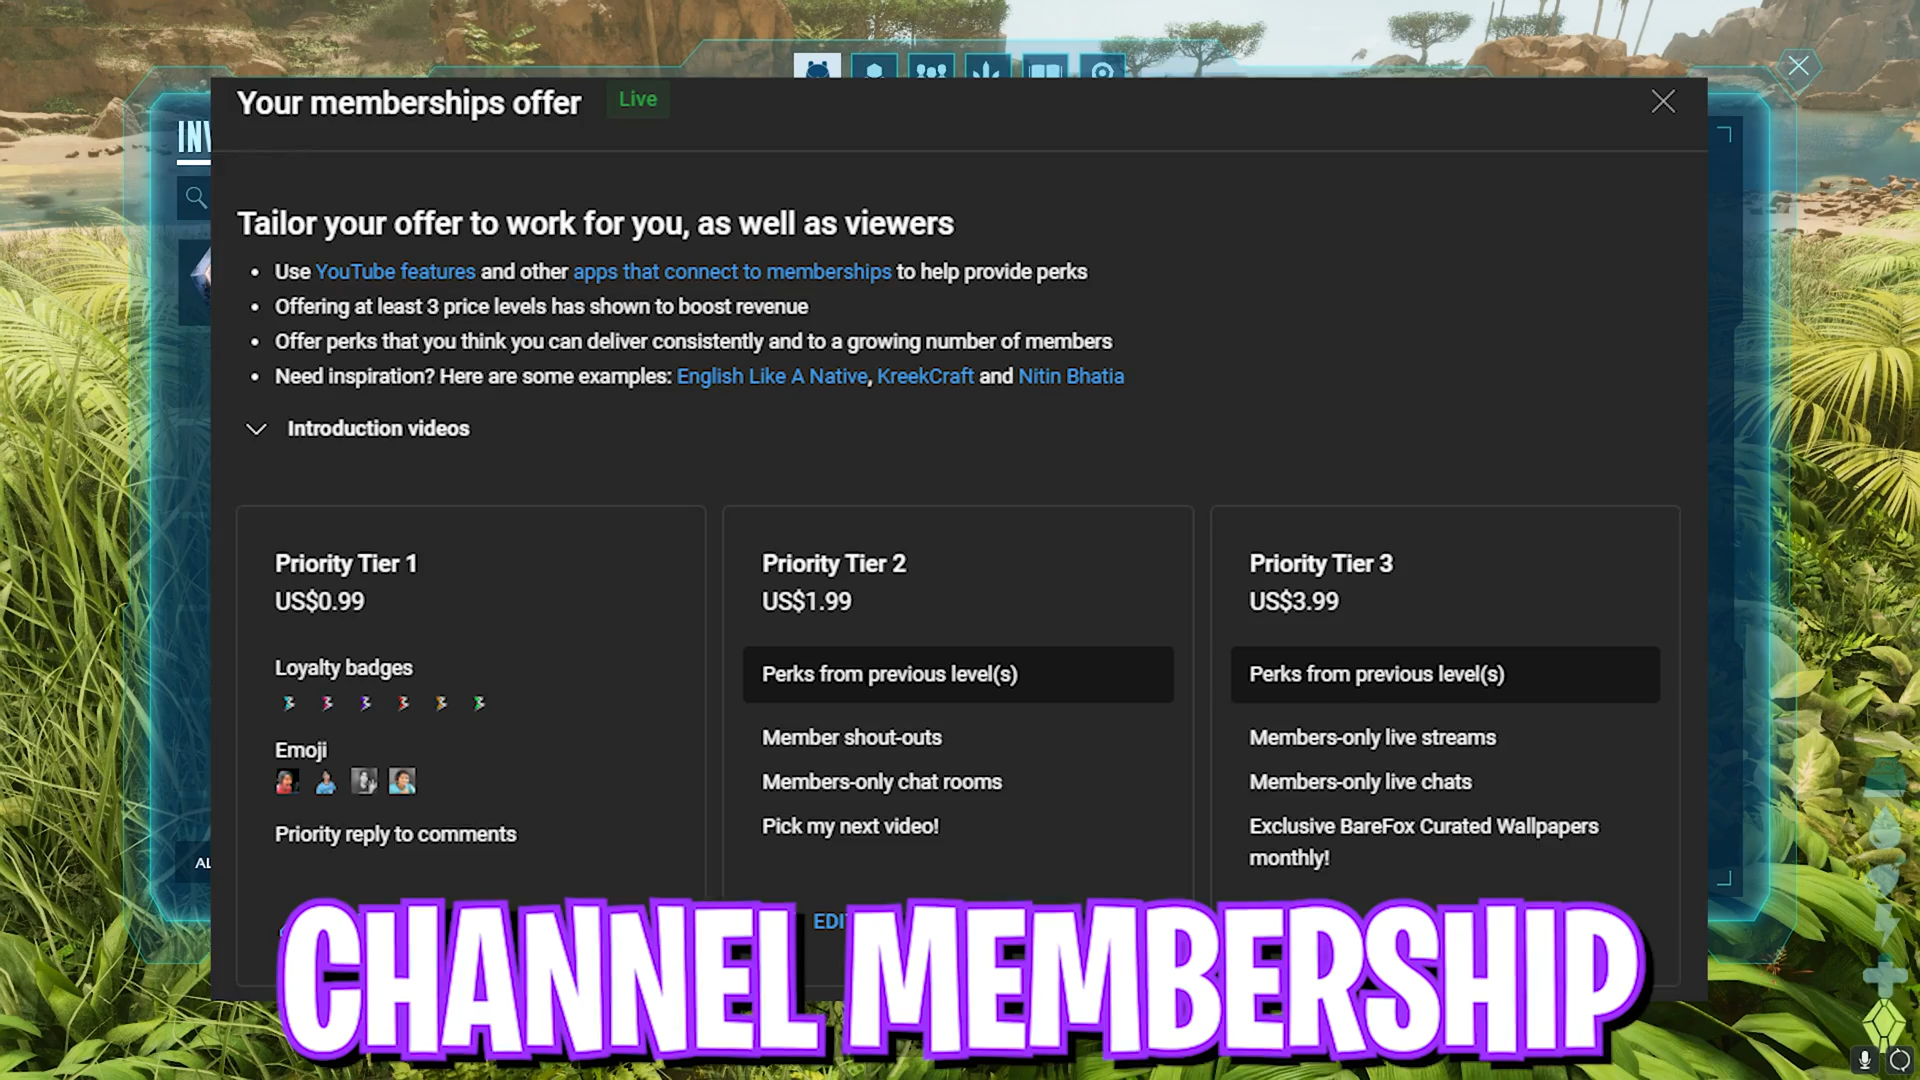 Your memberships offer
Live
INV
Tailor your offer to work for you, as well as viewers
• Use YouTube features and other apps that connect to memberships to help provide perks
• Offering at least 3 price levels has shown to boost revenue
• Offer perks that you think you can deliver consistently and to a growing number of members
• Need inspiration? Here are some examples: English Like A Native, KreekCraft and Nitin Bhatia
Introduction videos
Priority Tier 1
US$0.99
Loyalty badges
Emoji
Priority reply to comments
Priority Tier 2
US$1.99
Perks from previous level(s)
Member shout-outs
Members-only chat rooms
Pick my next video!
EDI
Priority Tier 3
US$3.99
Perks from previous level(s)
Members-only live streams
Members-only live chats
Exclusive BareFox Curated Wallpapers
monthly!
AL
CHANNEL MEMBERSHIP